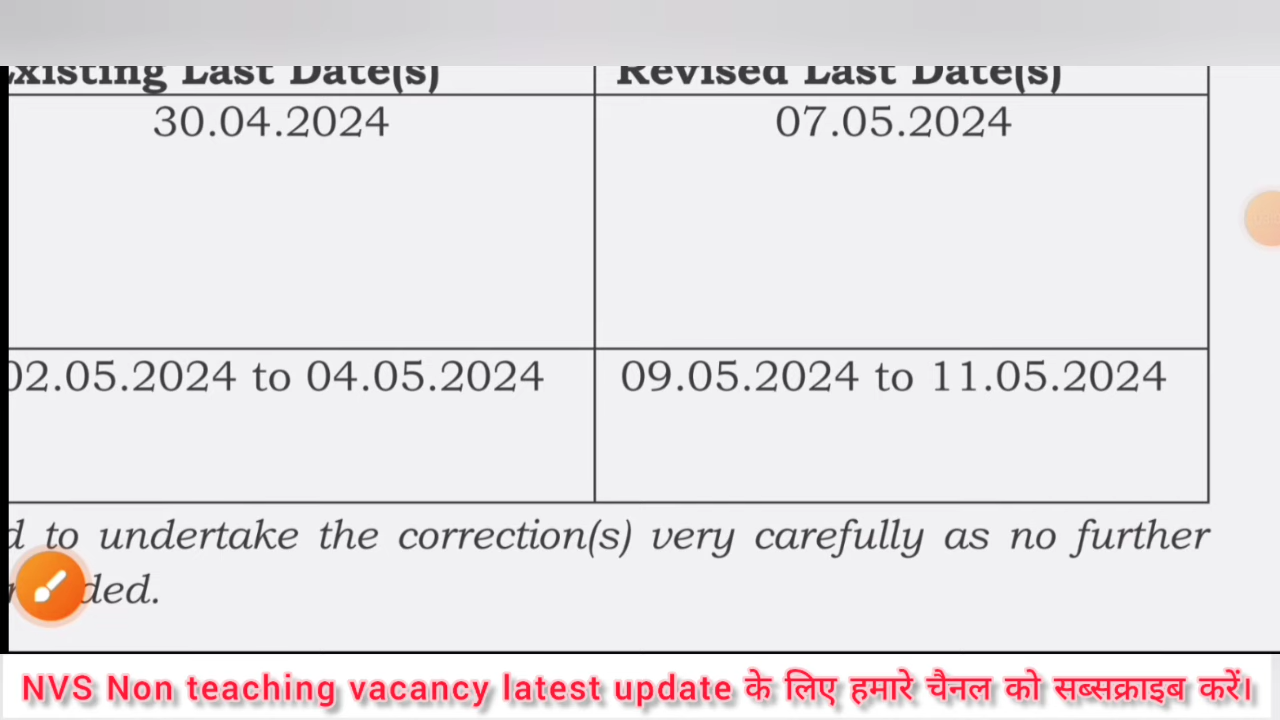 Existing Last Date(s) Revised Last Date(s)
30.04.2024 07.05.2024
02.05.2024 to 04.05.2024 09.05.2024 to 11.05.2024
to undertake the correction(s) very carefully as no further
NVS Non teaching vacancy latest update के लिए हमारे चैनल को सब्सक्राइब करें।